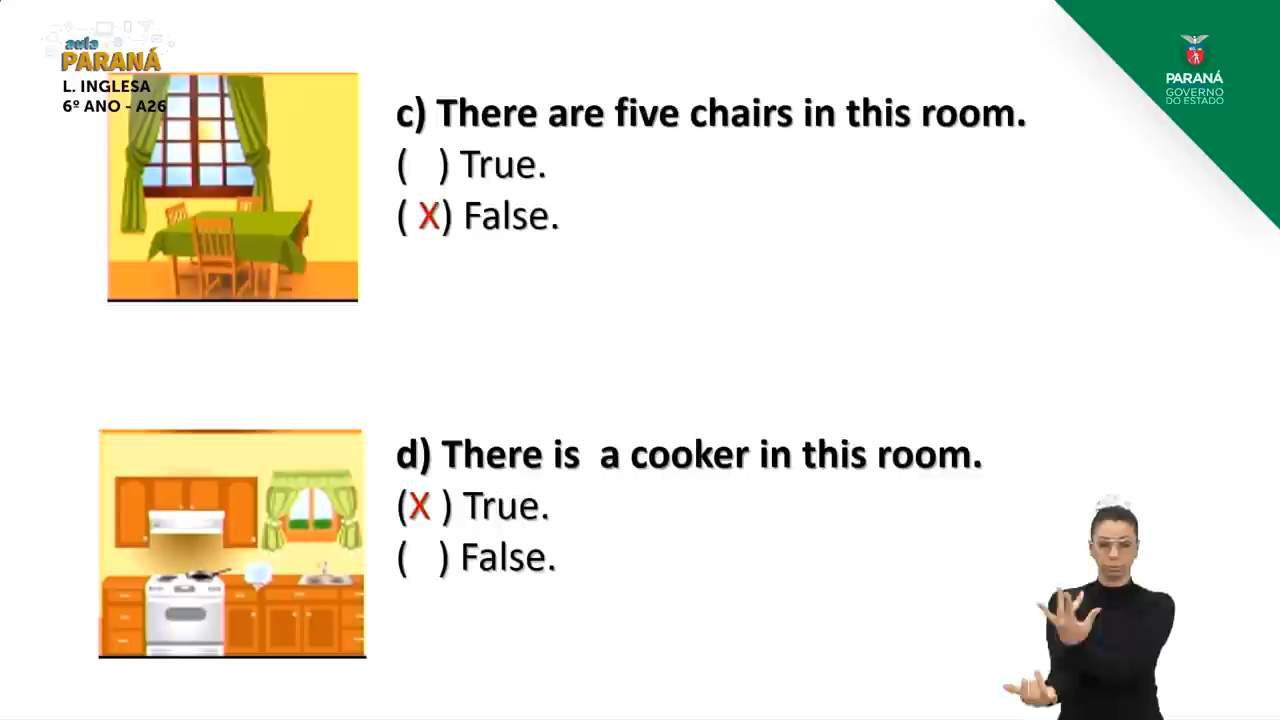 aula
PARANÁ
L. INGLESA
6º ANO - A26
PARANÁ
GOVERNO
DO ESTADO
c) There are five chairs in this room.
(   ) True.
( X) False.
d) There is  a cooker in this room.
(X ) True.
(   ) False.